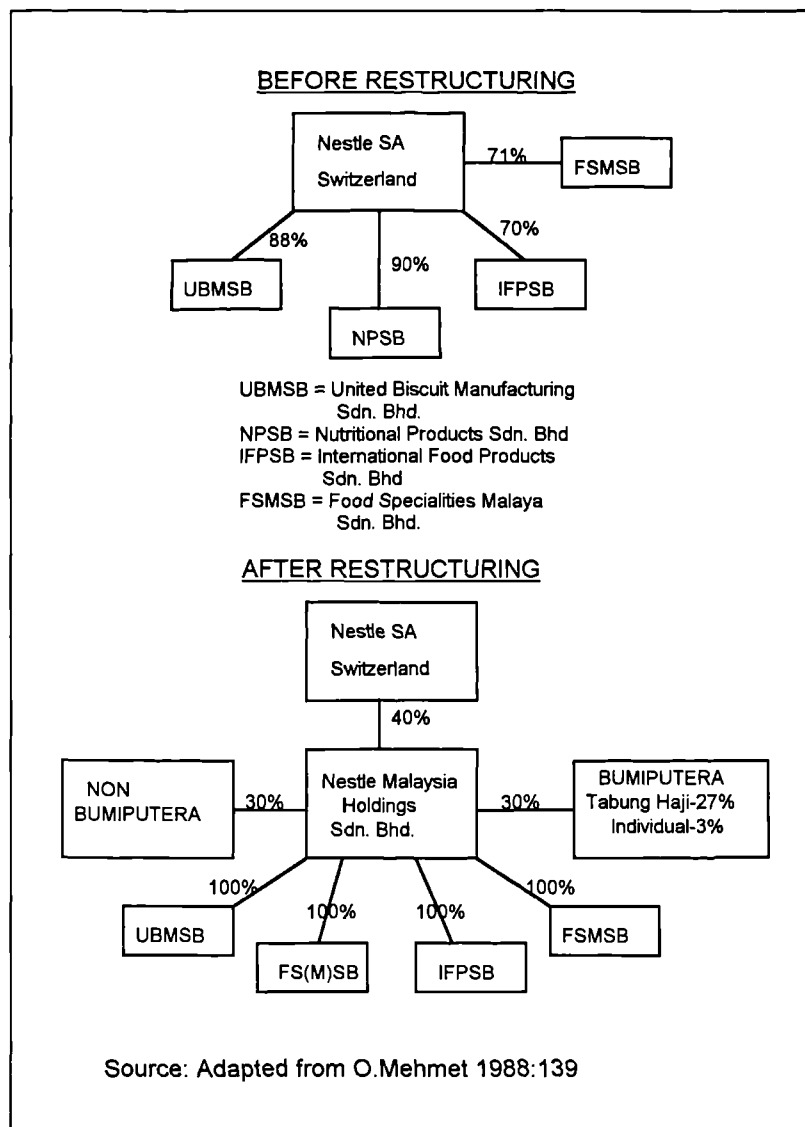 BEFORE RESTRUCTURING
Nestle SA
Switzerland
71%
FSMSB
88%
90%
70%
UBMSB
NPSB
IFPSB
UBMSB = United Biscuit Manufacturing
Sdn. Bhd.
NPSB = Nutritional Products Sdn. Bhd
IFPSB = International Food Products
Sdn. Bhd
FSMSB = Food Specialities Malaya
Sdn. Bhd.
AFTER RESTRUCTURING
Nestle SA
Switzerland
40%
NON
BUMIPUTERA
30%
Nestle Malaysia
Holdings
Sdn. Bhd.
30%
BUMIPUTERA
Tabung Haji-27%
Individual-3%
100%
100%
100%
100%
UBMSB
FS(M)SB
IFPSB
FSMSB
Source: Adapted from O.Mehmet 1988:139